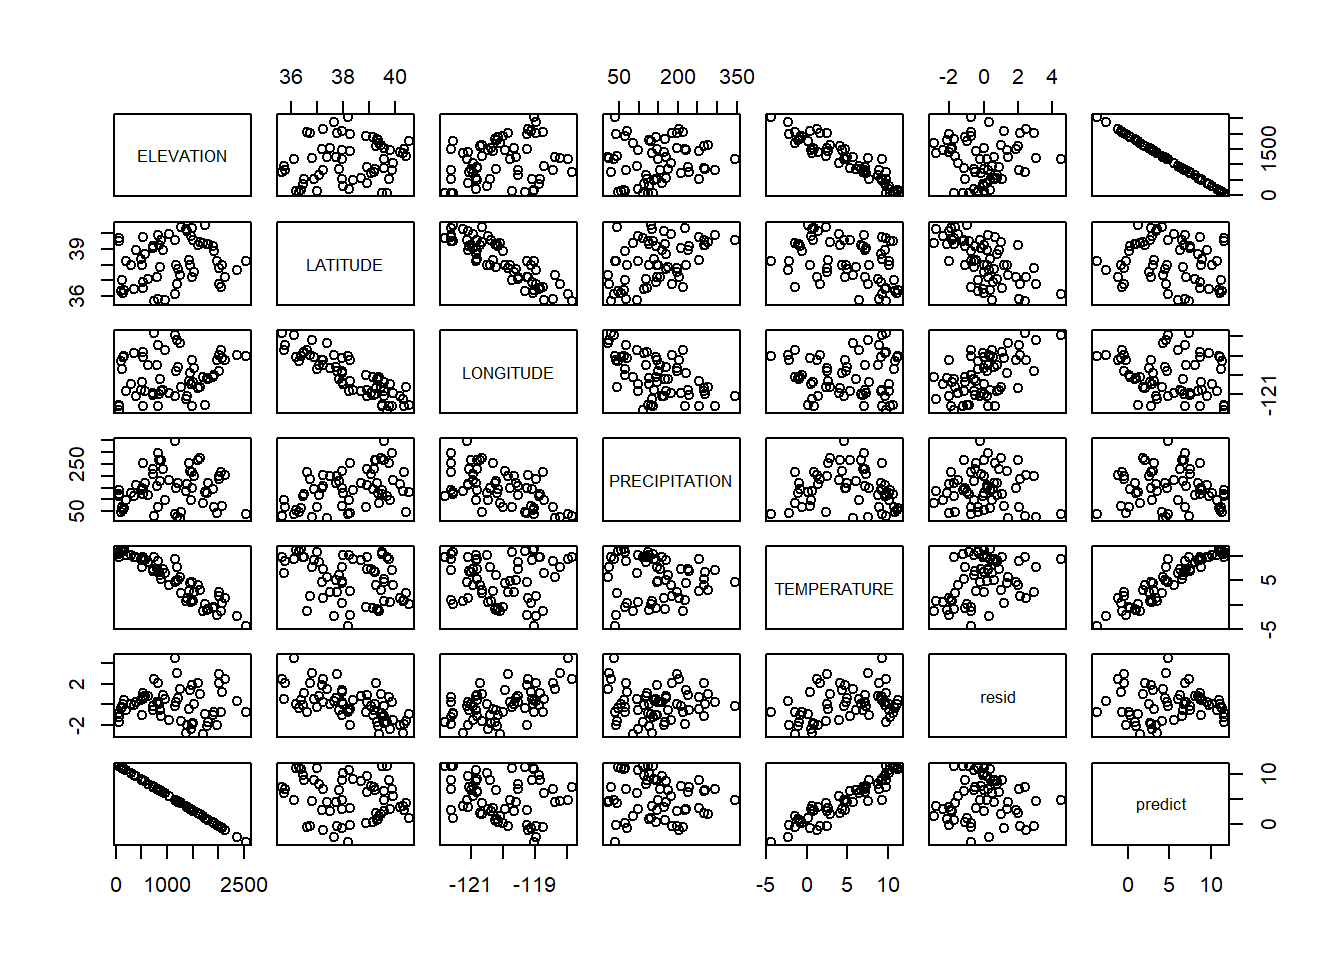 36 38 40 50 200 350 -2 0 2 4
ELEVATION 0 1500
36 39 LATITUDE
LONGITUDE -121
50 250 PRECIPITATION
TEMPERATURE -5 5
-2 2 resid
predict 0 10
0 1000 2500 -121 -119 -5 0 5 10 0 5 10